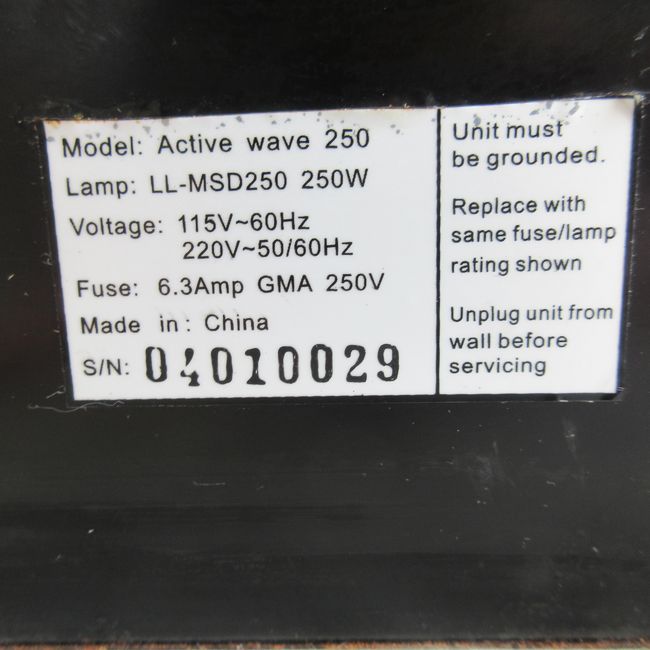 Model: Active wave 250
Lamp: LL-MSD250 250W
Voltage: 115V~60Hz
220V~50/60Hz
Fuse: 6.3Amp GMA 250V
Made in: China
S/N: 04010029
Unit must
be grounded.
Replace with
same fuse/lamp
rating shown
Unplug unit from
wall before
servicing